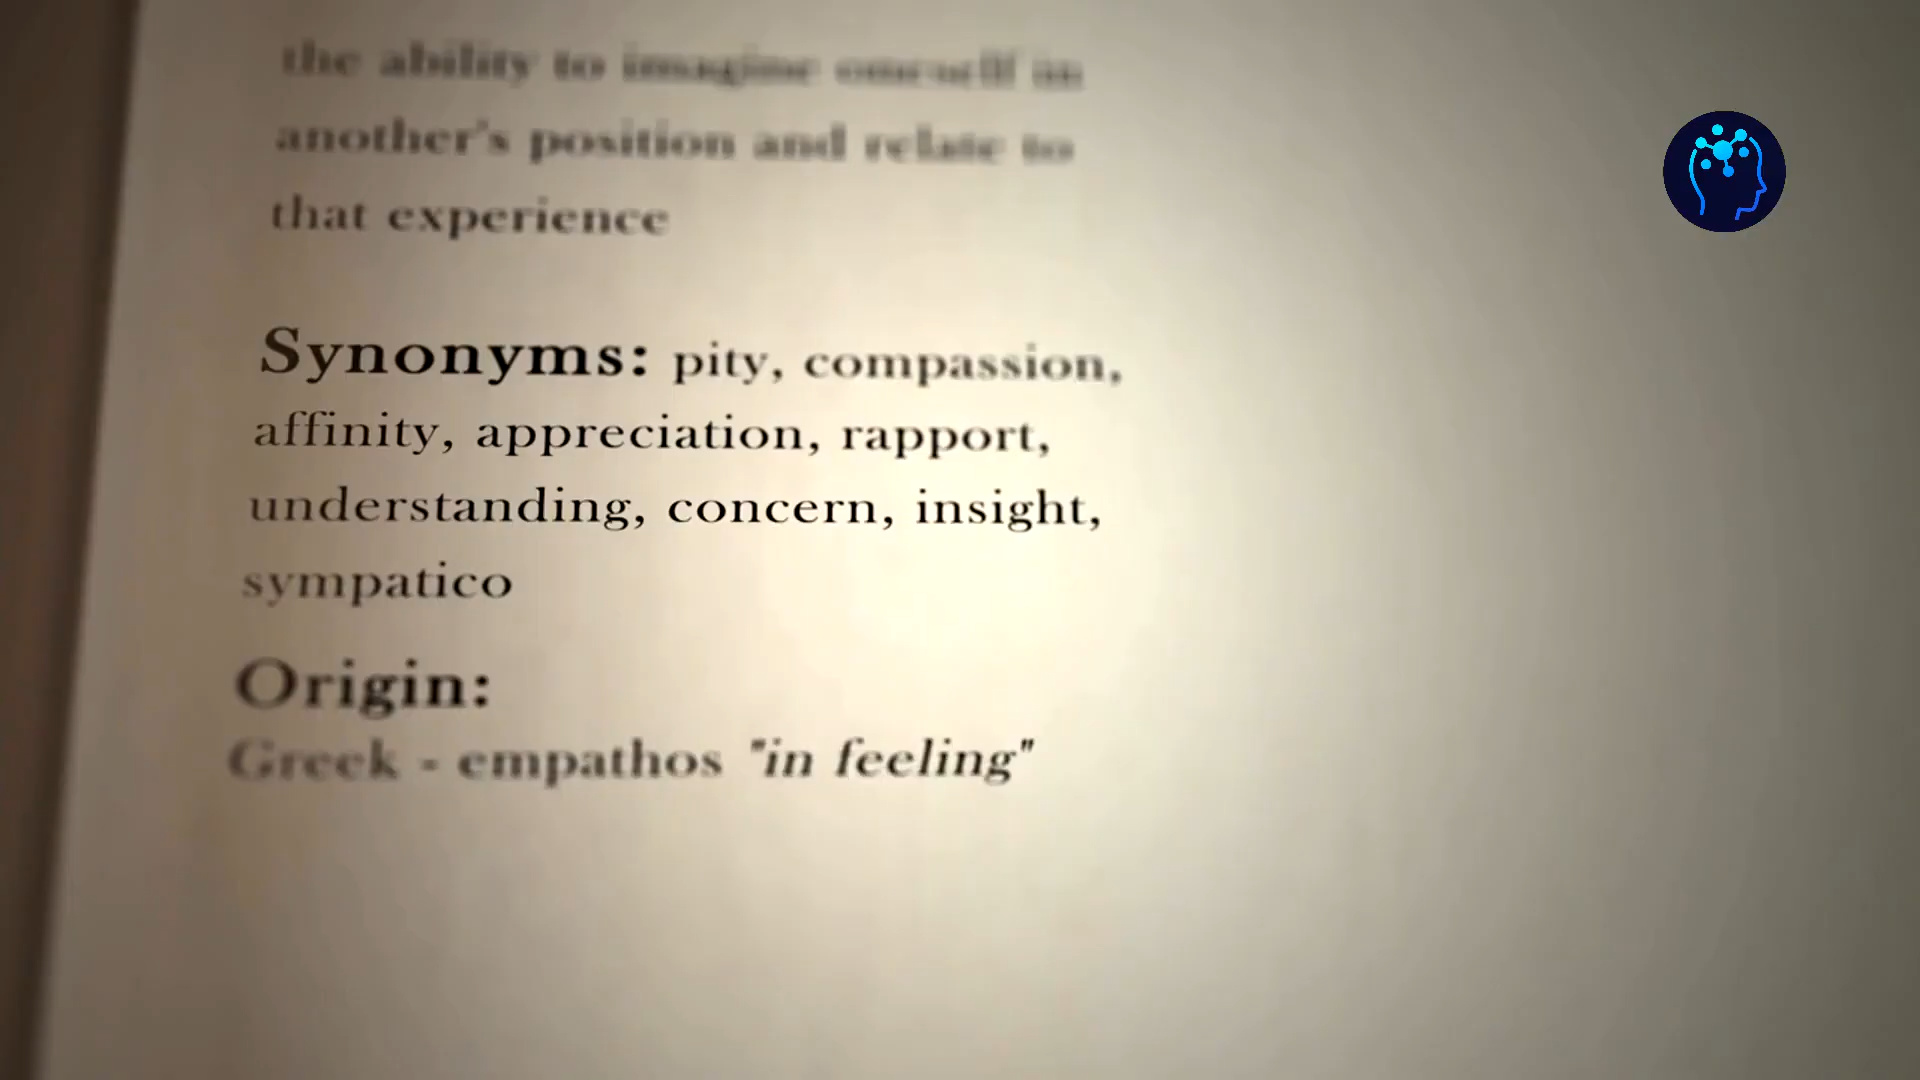 the ability to imagine oneself in
another's position and relate to
that experience
Synonyms: pity, compassion,
affinity, appreciation, rapport,
understanding, concern, insight,
sympatico
Origin:
Greek - empathos "in feeling"